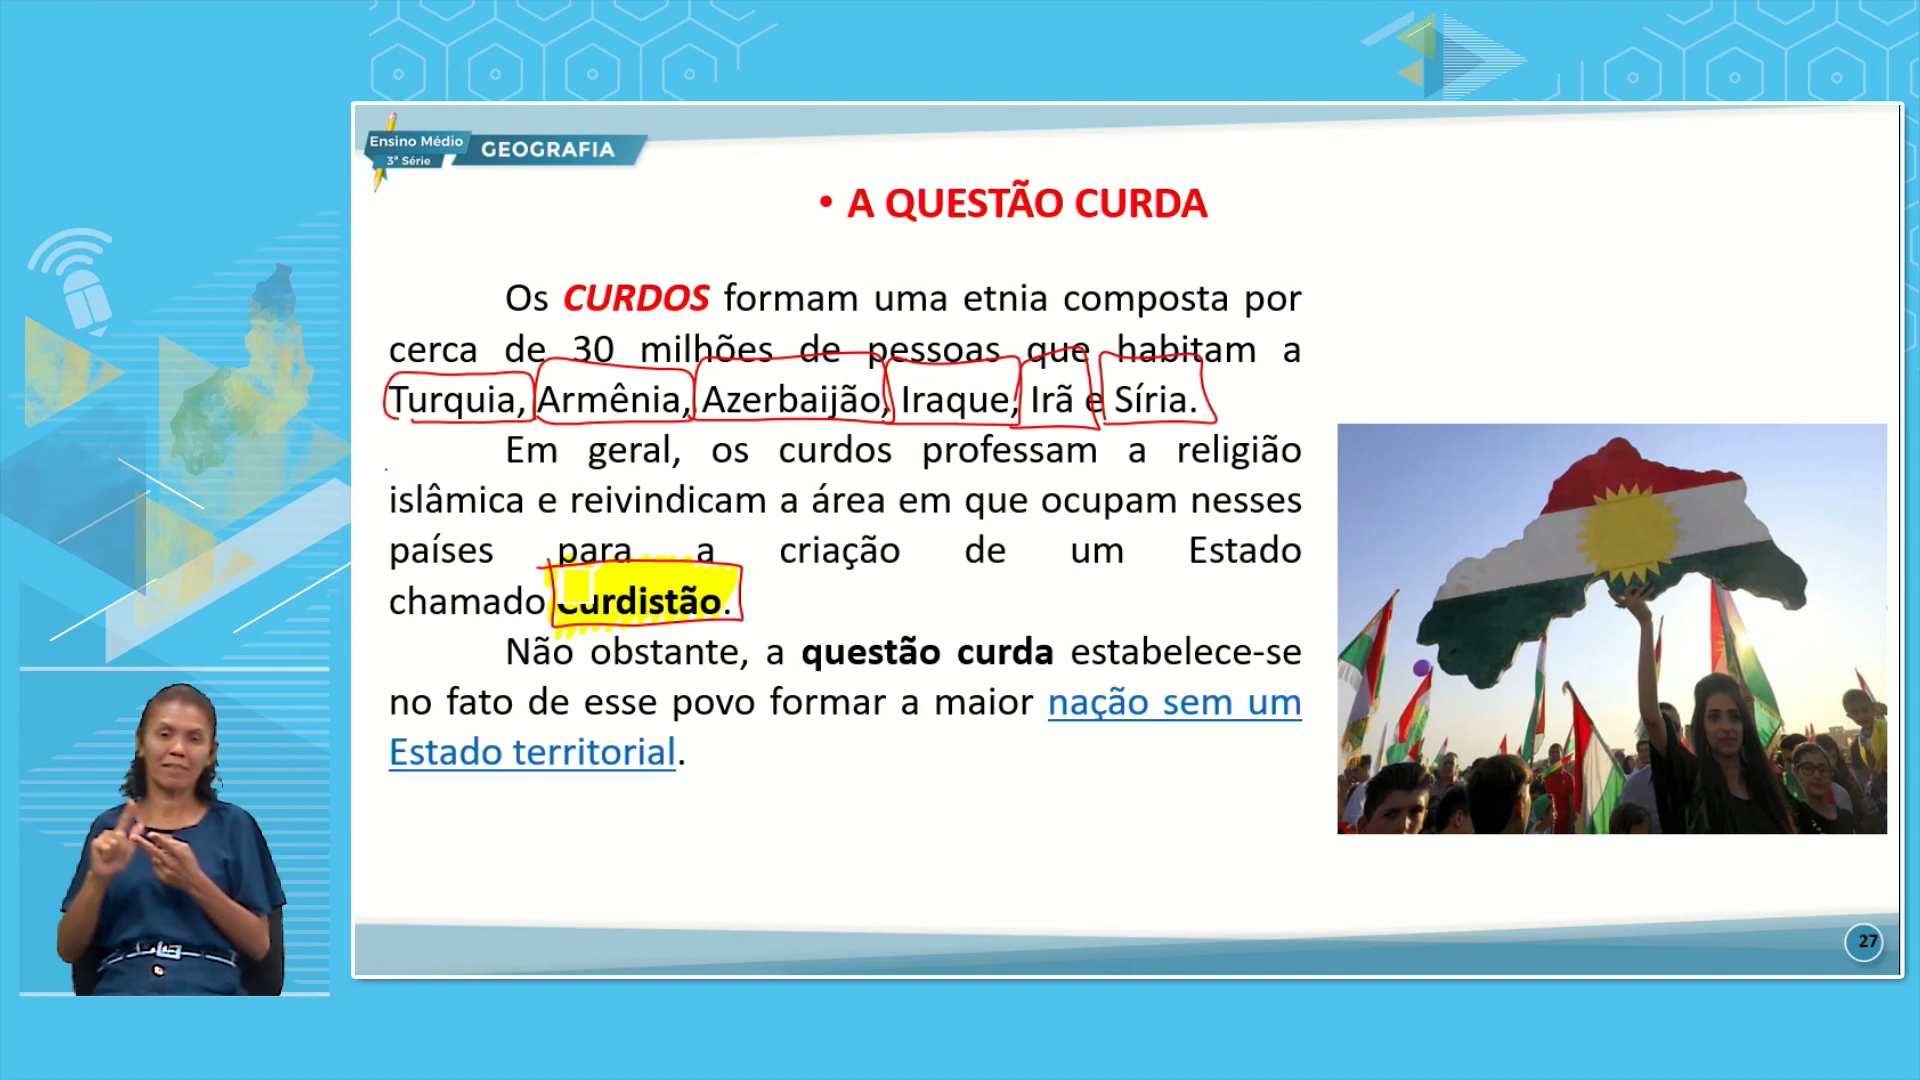 Ensino Médio
3ª Série
GEOGRAFIA
• A QUESTÃO CURDA
Os CURDOS formam uma etnia composta por
cerca de 30 milhões de pessoas que habitam a
Turquia, Armênia, Azerbaijão, Iraque, Irã e Síria.
Em geral, os curdos professam a religião
islâmica e reivindicam a área em que ocupam nesses
países para a criação de um Estado
chamado Curdistão.
Não obstante, a questão curda estabelece-se
no fato de esse povo formar a maior nação sem um
Estado territorial.
27